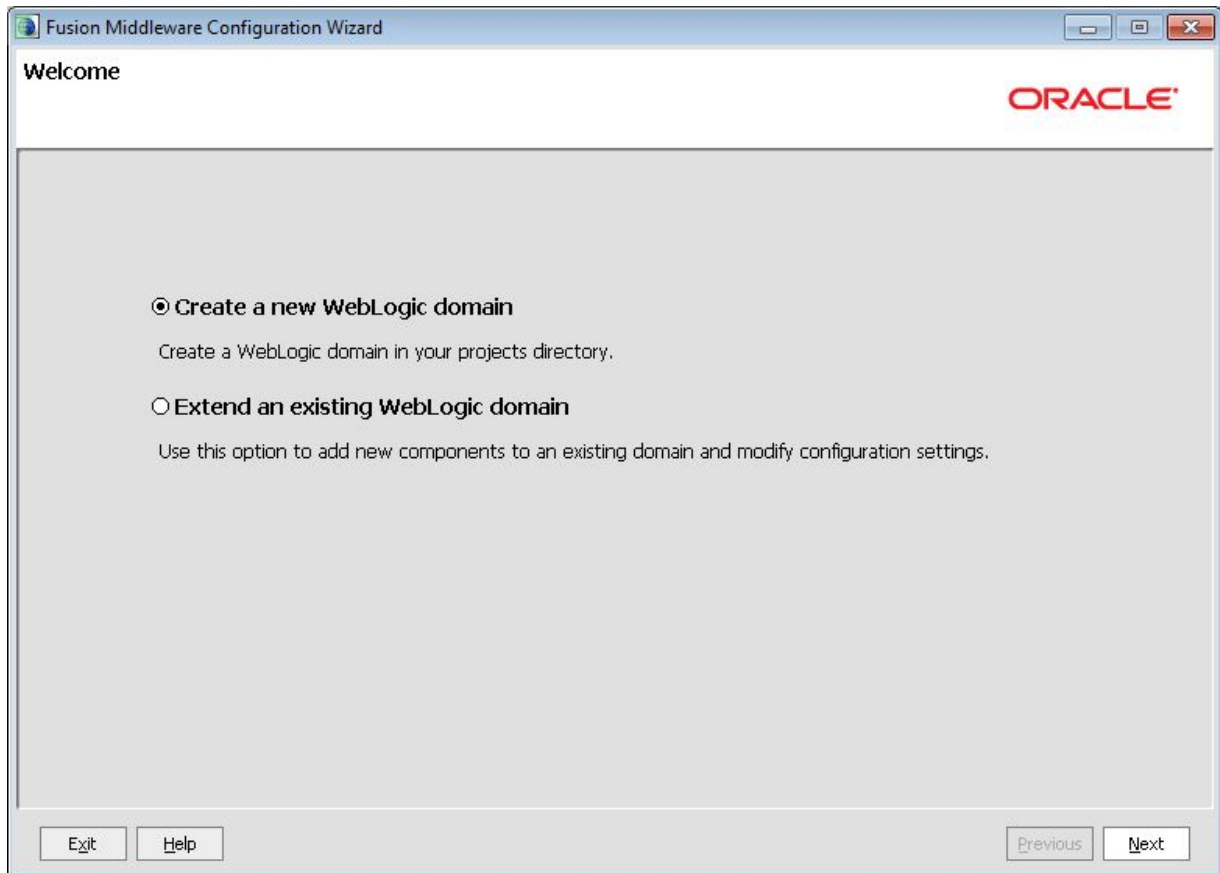 Fusion Middleware Configuration Wizard
Welcome
ORACLE
Create a new WebLogic domain
Create a WebLogic domain in your projects directory.
Extend an existing WebLogic domain
Use this option to add new components to an existing domain and modify configuration settings.
Exit Help Previous Next